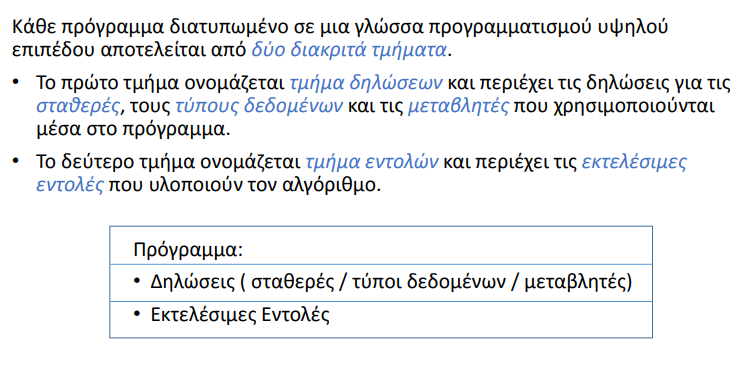 Κάθε πρόγραμμα διατυπωμένο σε μια γλώσσα προγραμματισμού υψηλού
επιπέδου αποτελείται από δύο διακριτά τμήματα.
• Το πρώτο τμήμα ονομάζεται τμήμα δηλώσεων και περιέχει τις δηλώσεις για τις
σταθερές, τους τύπους δεδομένων και τις μεταβλητές που χρησιμοποιούνται
μέσα στο πρόγραμμα.
• Το δεύτερο τμήμα ονομάζεται τμήμα εντολών και περιέχει τις εκτελέσιμες
εντολές που υλοποιούν τον αλγόριθμο.
Πρόγραμμα:
• Δηλώσεις ( σταθερές / τύποι δεδομένων / μεταβλητές)
• Εκτελέσιμες Εντολές